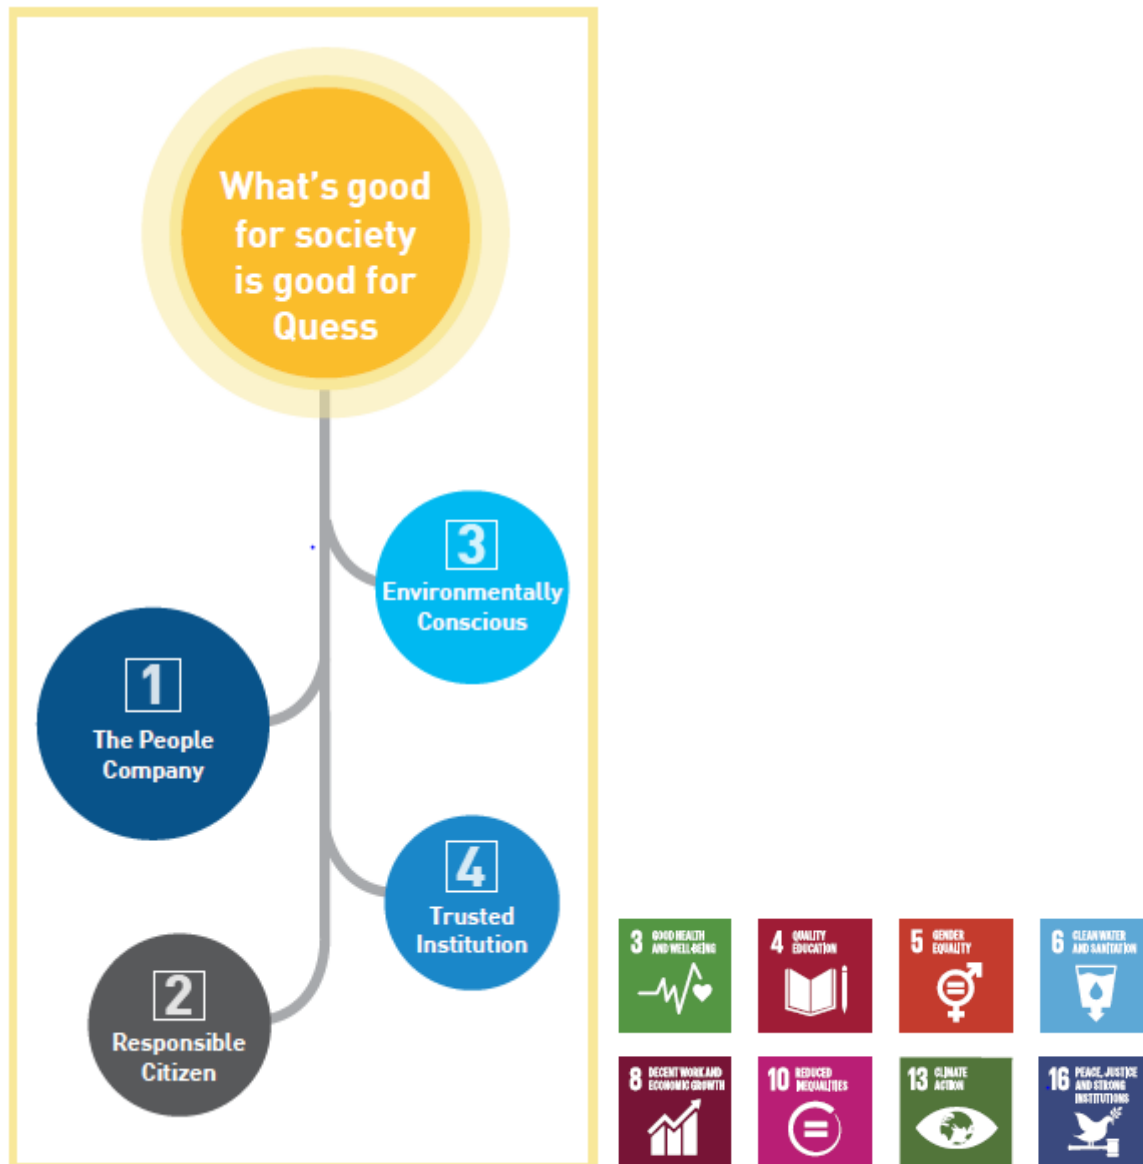 What's good
for society
is good for
Quess
3
Environmentally
Conscious
1
The People
Company
4
Trusted
Institution
2
Responsible
Citizen
3 GOOD HEALTH
AND WELL-BEING
4 QUALITY
EDUCATION
5 GENDER
EQUALITY
6 CLEAN WATER
AND SANITATION
8 DECENT WORK AND
ECONOMIC GROWTH
10 REDUCED
INEQUALITIES
13 CLIMATE
ACTION
16 PEACE, JUSTICE
AND STRONG
INSTITUTIONS